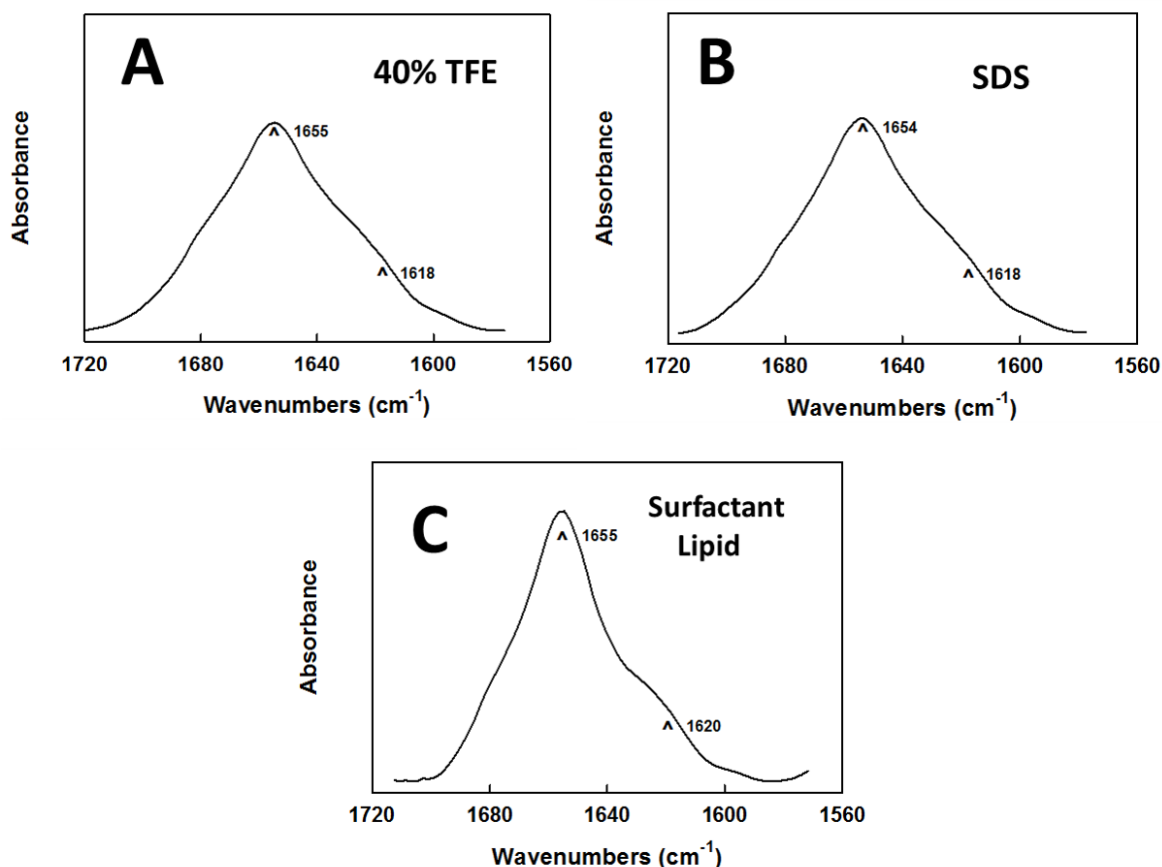 A
40% TFE
^ 1655
^ 1618
Absorbance
1720 1680 1640 1600 1560
Wavenumbers (cm-1)
B
SDS
^ 1654
^ 1618
Absorbance
1720 1680 1640 1600 1560
Wavenumbers (cm-1)
C
Surfactant
Lipid
^ 1655
^ 1620
Absorbance
1720 1680 1640 1600 1560
Wavenumbers (cm-1)